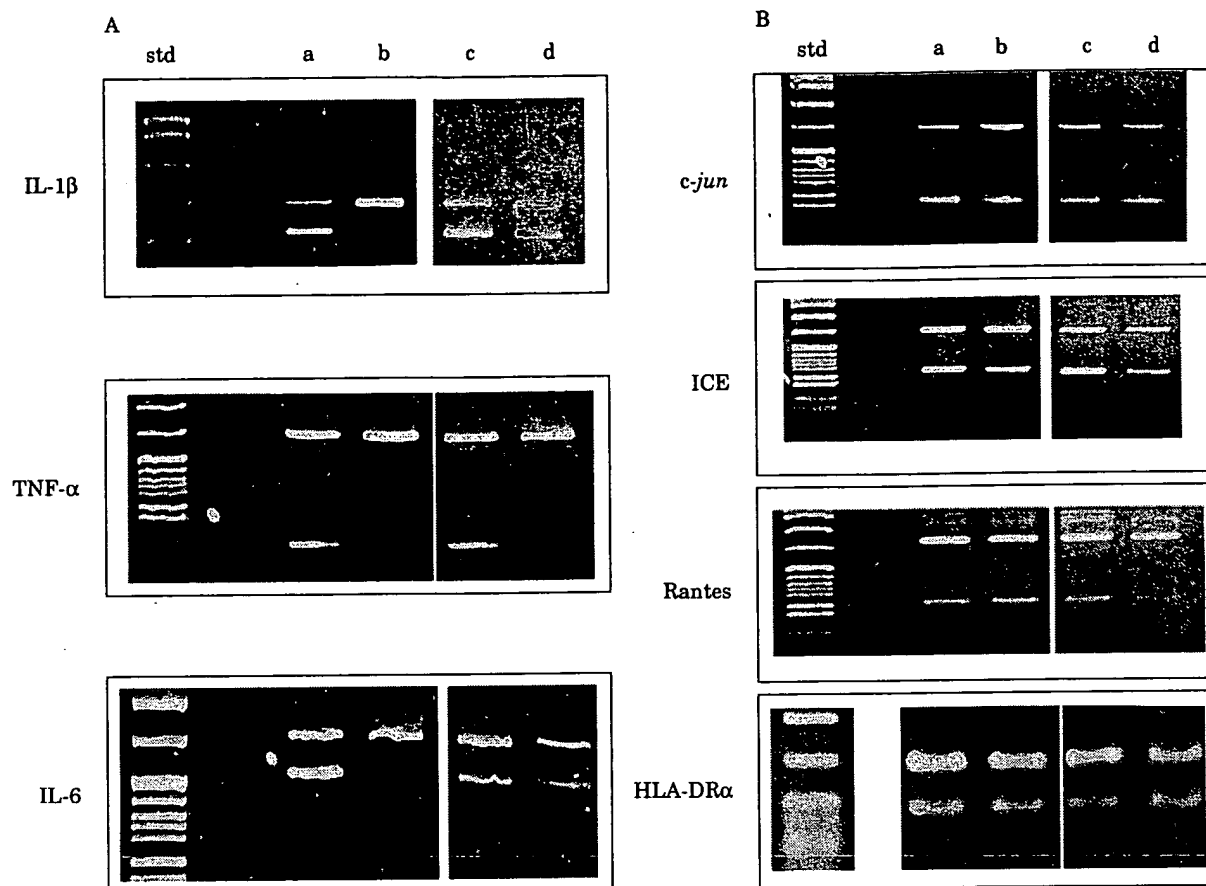 A
std a b c d
IL-1β
TNF-α
IL-6
B
std a b c d
c-jun
ICE
Rantes
HLA-DRα